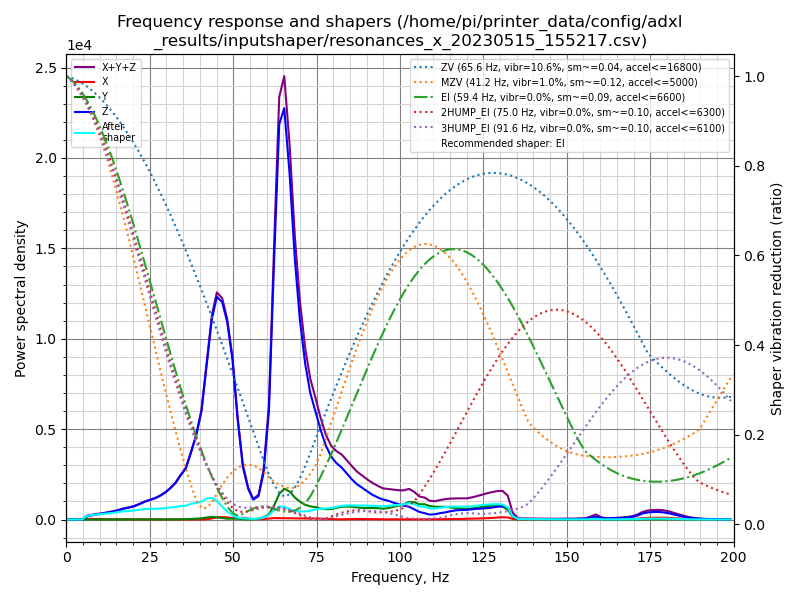 Frequency response and shapers (/home/pi/printer_data/config/adxl
_results/inputshaper/resonances_x_20230515_155217.csv)
1e4
X+Y+Z
X
Y
Z
After
shaper
ZV (65.6 Hz, vibr=10.6%, sm~=0.04, accel<=16800)
MZV (41.2 Hz, vibr=1.0%, sm~=0.12, accel<=5000)
EI (59.4 Hz, vibr=0.0%, sm~=0.09, accel<=6600)
2HUMP_EI (75.0 Hz, vibr=0.0%, sm~=0.10, accel<=6300)
3HUMP_EI (91.6 Hz, vibr=0.0%, sm~=0.10, accel<=6100)
Recommended shaper: EI
Power spectral density
2.5
2.0
1.5
1.0
0.5
0.0
1.0
0.8
0.6
0.4
0.2
0.0
Shaper vibration reduction (ratio)
0 25 50 75 100 125 150 175 200
Frequency, Hz